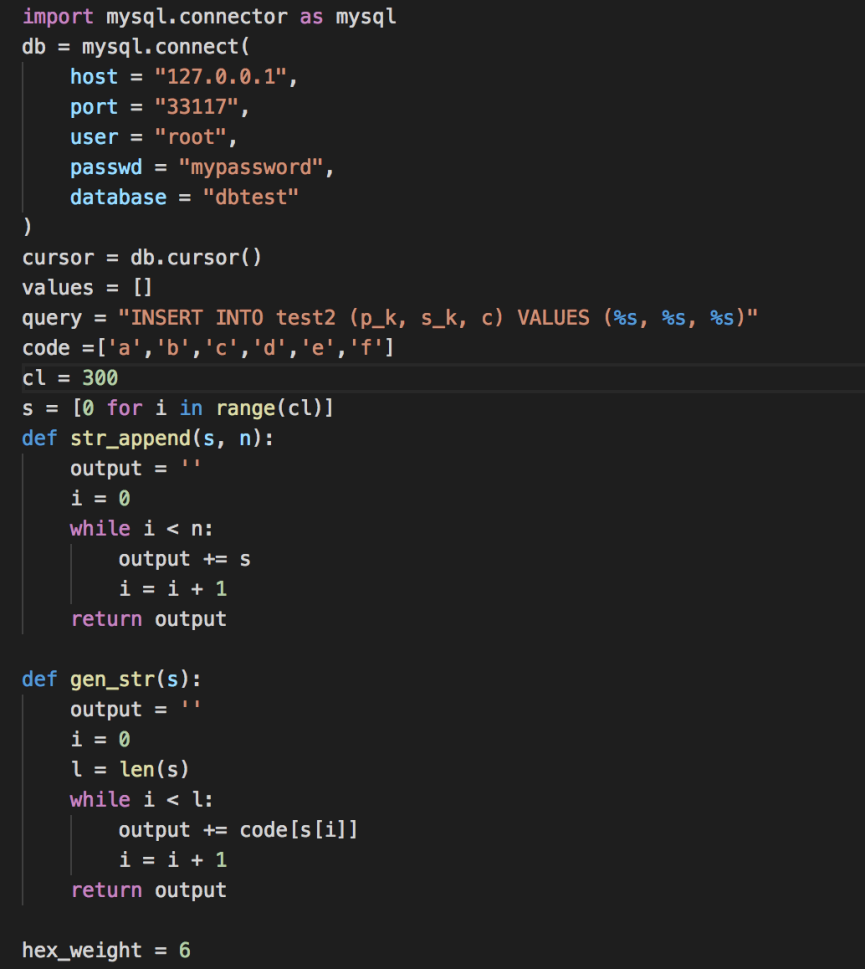 import mysql.connector as mysql
db = mysql.connect(
    host = "127.0.0.1",
    port = "33117",
    user = "root",
    passwd = "mypassword",
    database = "dbtest"
)
cursor = db.cursor()
values = []
query = "INSERT INTO test2 (p_k, s_k, c) VALUES (%s, %s, %s)"
code =['a','b','c','d','e','f']
cl = 300
s = [0 for i in range(cl)]
def str_append(s, n):
    output = ''
    i = 0
    while i < n:
        output += s
        i = i + 1
    return output

def gen_str(s):
    output = ''
    i = 0
    l = len(s)
    while i < l:
        output += code[s[i]]
        i = i + 1
    return output

hex_weight = 6